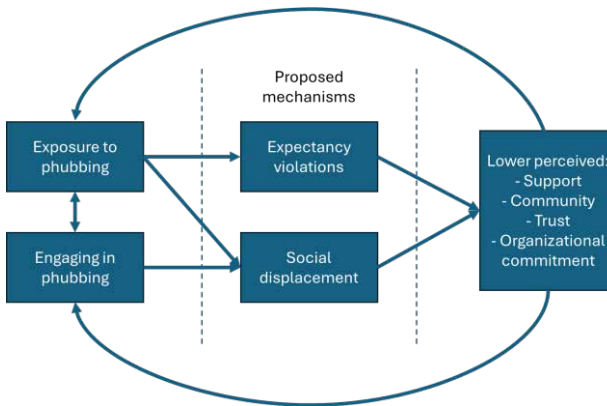 Proposed
mechanisms
Exposure to
phubbing
Expectancy
violations
Engaging in
phubbing
Social
displacement
Lower perceived:
- Support
- Community
- Trust
- Organizational
commitment